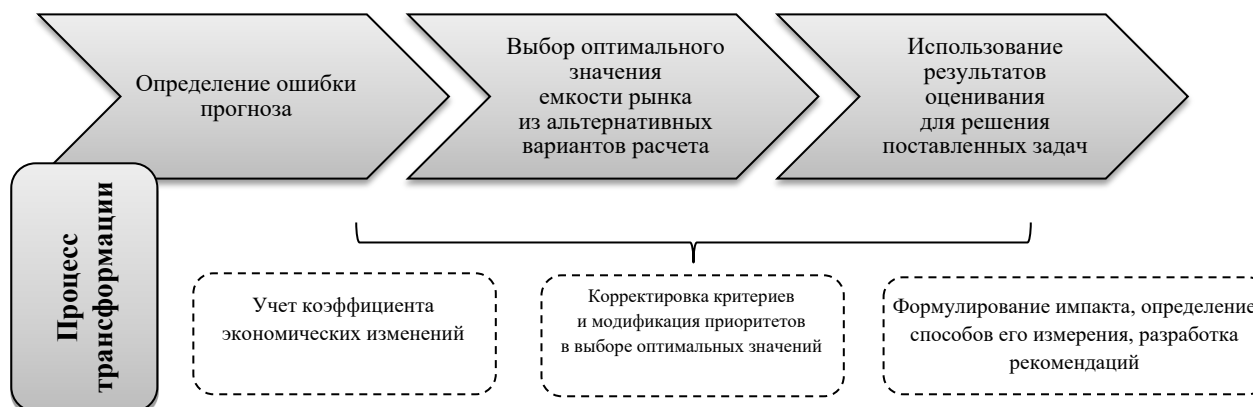 Определение ошибки
прогноза
Выбор оптимального
значения
емкости рынка
из альтернативных
вариантов расчета
Использование
результатов
оценивания
для решения
поставленных задач
Процесс
трансформации
Учет коэффициента
экономических изменений
Корректировка критериев
и модификация приоритетов
в выборе оптимальных значений
Формулирование импакта, определение
способов его измерения, разработка
рекомендаций